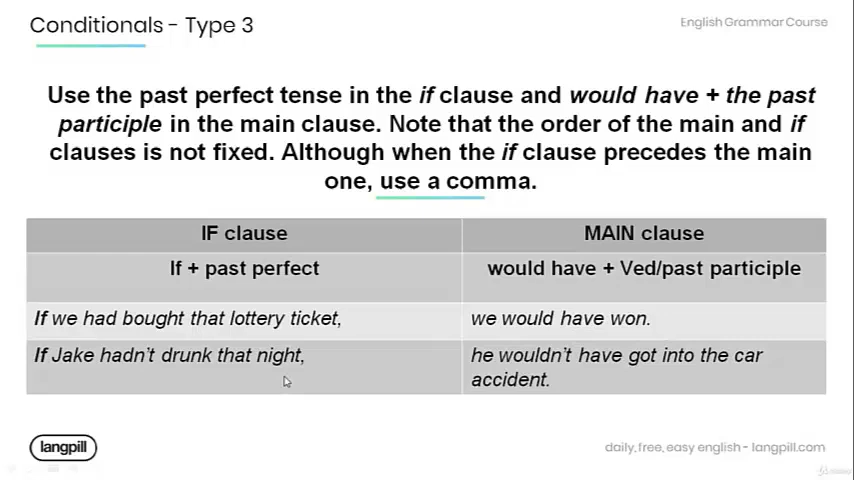 Conditionals - Type 3
English Grammar Course
Use the past perfect tense in the if clause and would have + the past
participle in the main clause. Note that the order of the main and if
clauses is not fixed. Although when the if clause precedes the main
one, use a comma.
IF clause
MAIN clause
If + past perfect
would have + Ved/past participle
If we had bought that lottery ticket,
we would have won.
If Jake hadn't drunk that night,
he wouldn't have got into the car
accident.
langpill
daily, free, easy english - langpill.com